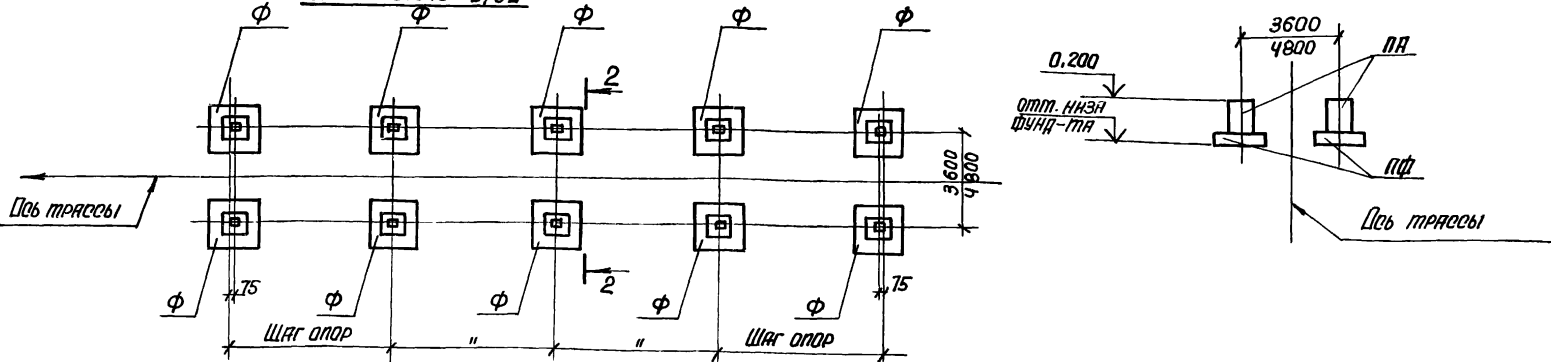 Ф Ф Ф Ф Ф
2
3600
4800
Ось трассы
2
Ф Ф Ф Ф Ф
75
75
Шаг опор " " Шаг опор
3600
4800
ПА
0.200
отт. низа
фунд-та
ПФ
Ось трассы